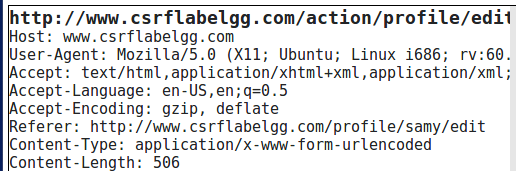 http://www.csrflabelgg.com/action/profile/edit
Host: www.csrflabelgg.com
User-Agent: Mozilla/5.0 (X11; Ubuntu; Linux i686; rv:60.
Accept: text/html,application/xhtml+xml,application/xml;
Accept-Language: en-US,en;q=0.5
Accept-Encoding: gzip, deflate
Referer: http://www.csrflabelgg.com/profile/samy/edit
Content-Type: application/x-www-form-urlencoded
Content-Length: 506